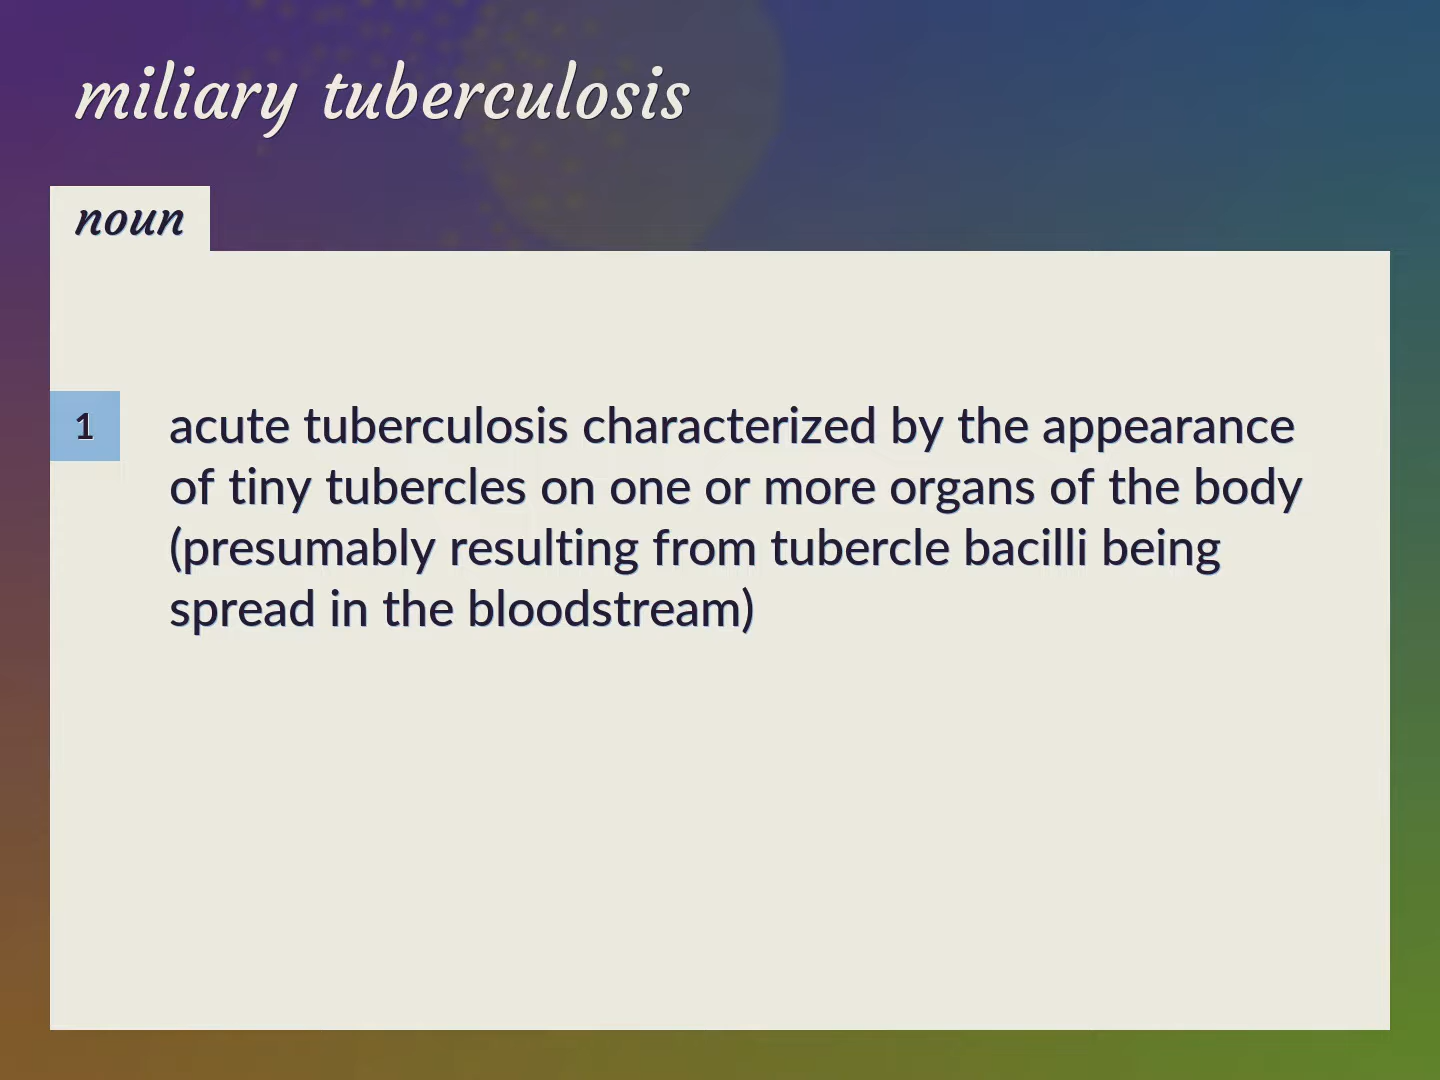 miliary tuberculosis
noun
1
acute tuberculosis characterized by the appearance
of tiny tubercles on one or more organs of the body
(presumably resulting from tubercle bacilli being
spread in the bloodstream)